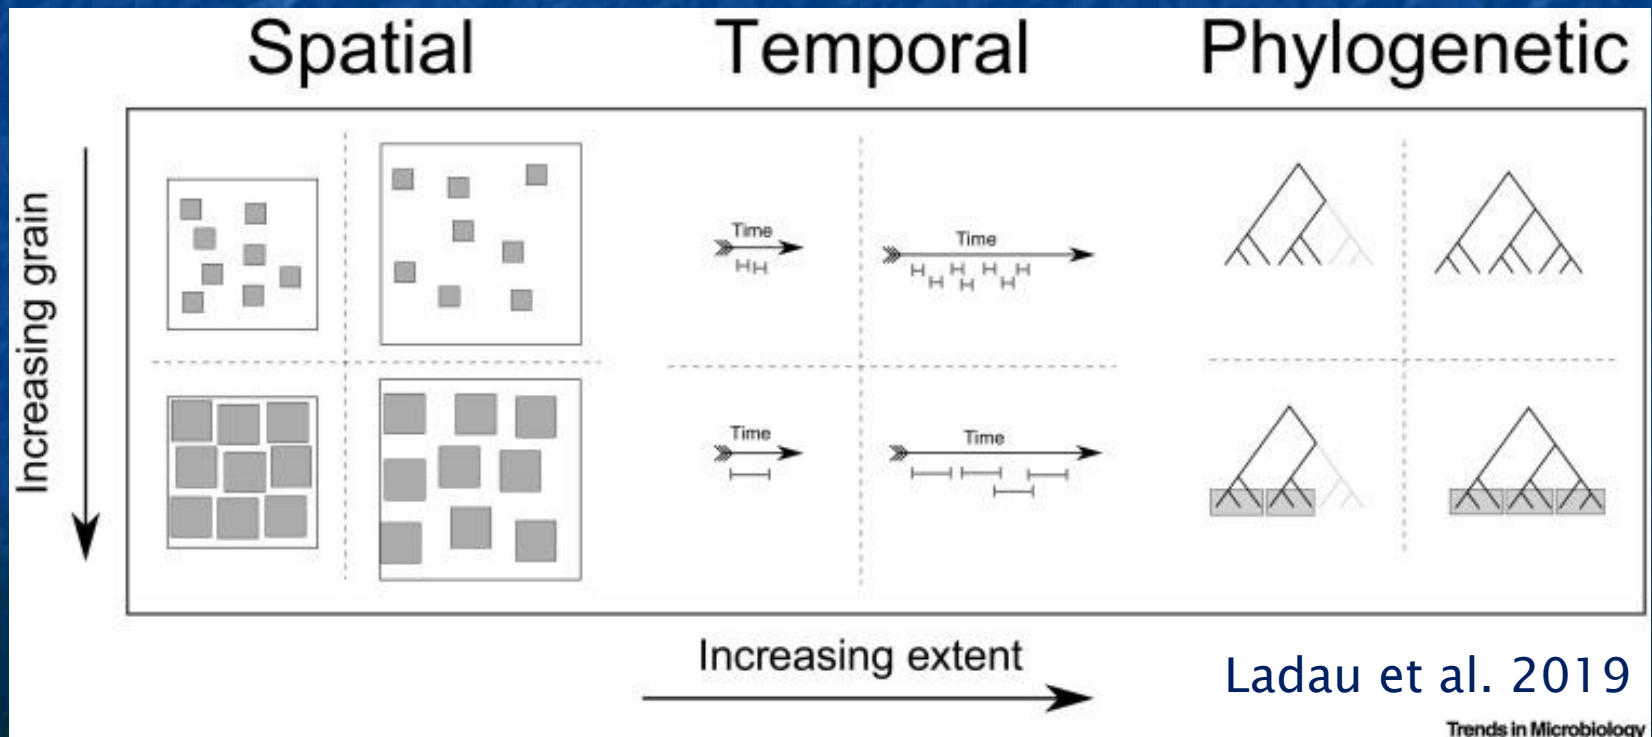 Spatial
Temporal
Phylogenetic
Increasing grain
Time
Time
Time
Time
Increasing extent
Ladau et al. 2019
Trends in Microbiology